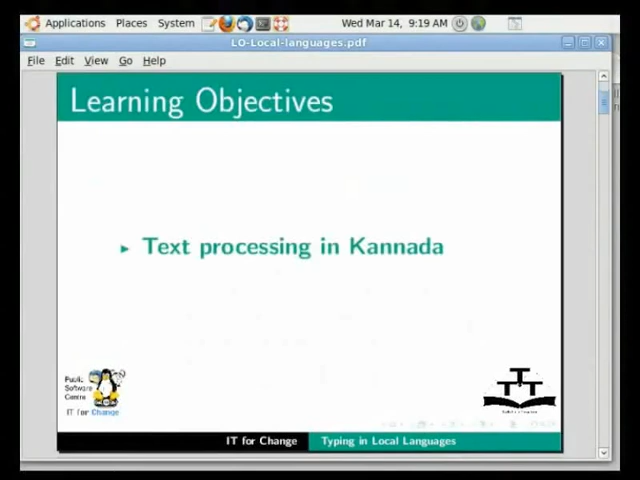 Applications Places System Wed Mar 14, 9:19 AM
LO-Local-languages.pdf
File Edit View Go Help
Learning Objectives
Text processing in Kannada
Public
Software
Centre
IT for Change
TTT
IT for Change Typing in Local Languages